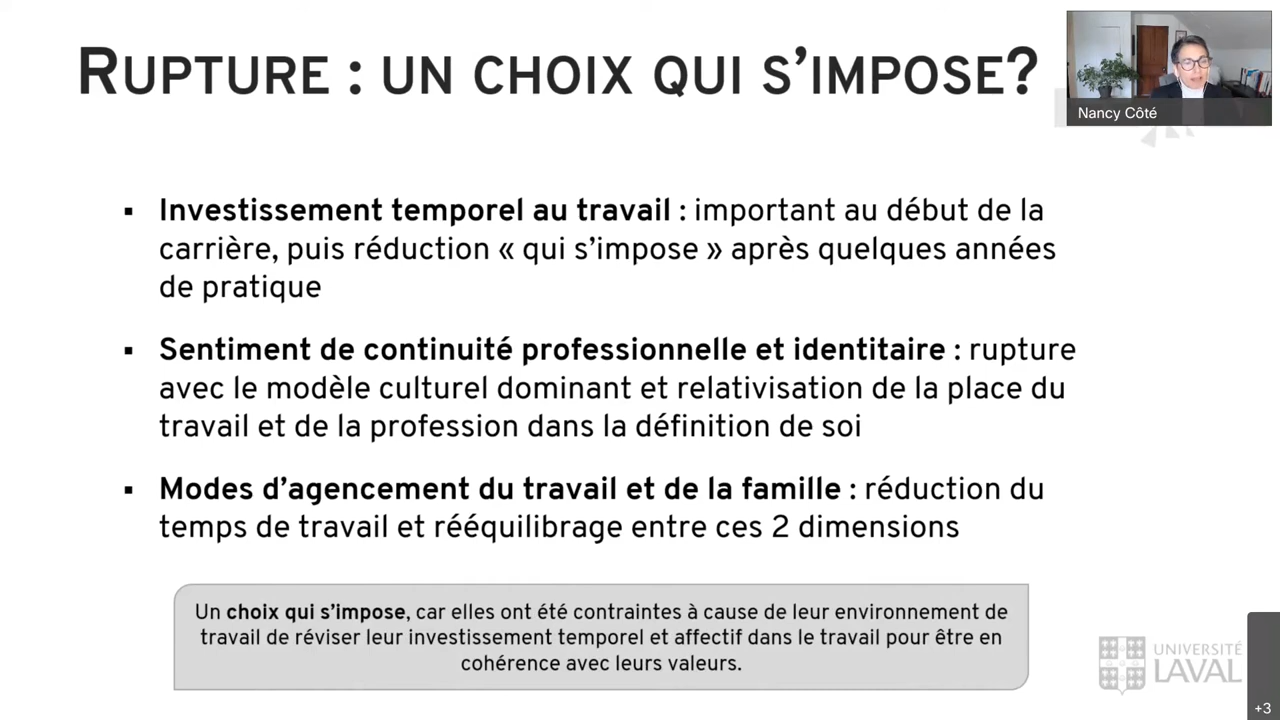 RUPTURE : UN CHOIX QUI S’IMPOSE?
Nancy Côté
▪ Investissement temporel au travail : important au début de la
carrière, puis réduction « qui s’impose » après quelques années
de pratique
▪ Sentiment de continuité professionnelle et identitaire : rupture
avec le modèle culturel dominant et relativisation de la place du
travail et de la profession dans la définition de soi
▪ Modes d’agencement du travail et de la famille : réduction du
temps de travail et rééquilibrage entre ces 2 dimensions
Un choix qui s’impose, car elles ont été contraintes à cause de leur environnement de
travail de réviser leur investissement temporel et affectif dans le travail pour être en
cohérence avec leurs valeurs.
UNIVERSITÉ
LAVAL
+3